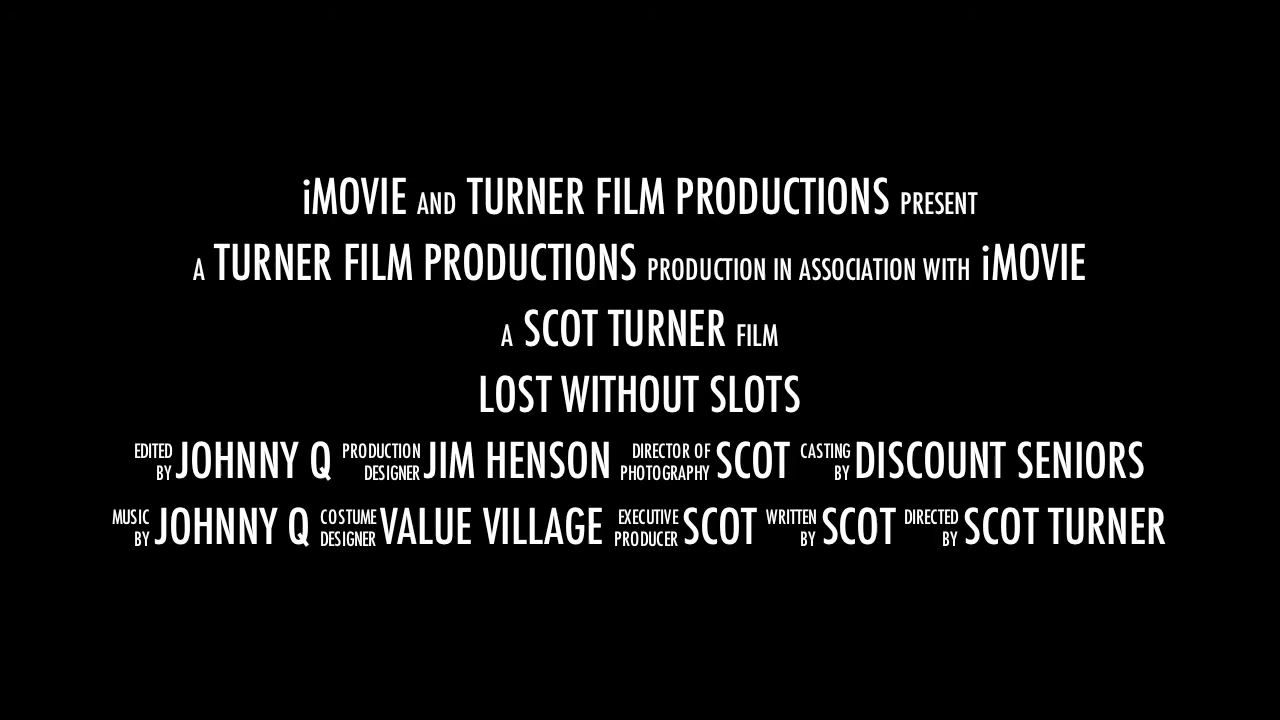 iMOVIE AND TURNER FILM PRODUCTIONS PRESENT
A TURNER FILM PRODUCTIONS PRODUCTION IN ASSOCIATION WITH iMOVIE
A SCOT TURNER FILM
LOST WITHOUT SLOTS
EDITED BY JOHNNY Q PRODUCTION DESIGNER JIM HENSON DIRECTOR OF PHOTOGRAPHY SCOT CASTING BY DISCOUNT SENIORS
MUSIC BY JOHNNY Q COSTUME DESIGNER VALUE VILLAGE EXECUTIVE PRODUCER SCOT WRITTEN BY SCOT DIRECTED BY SCOT TURNER